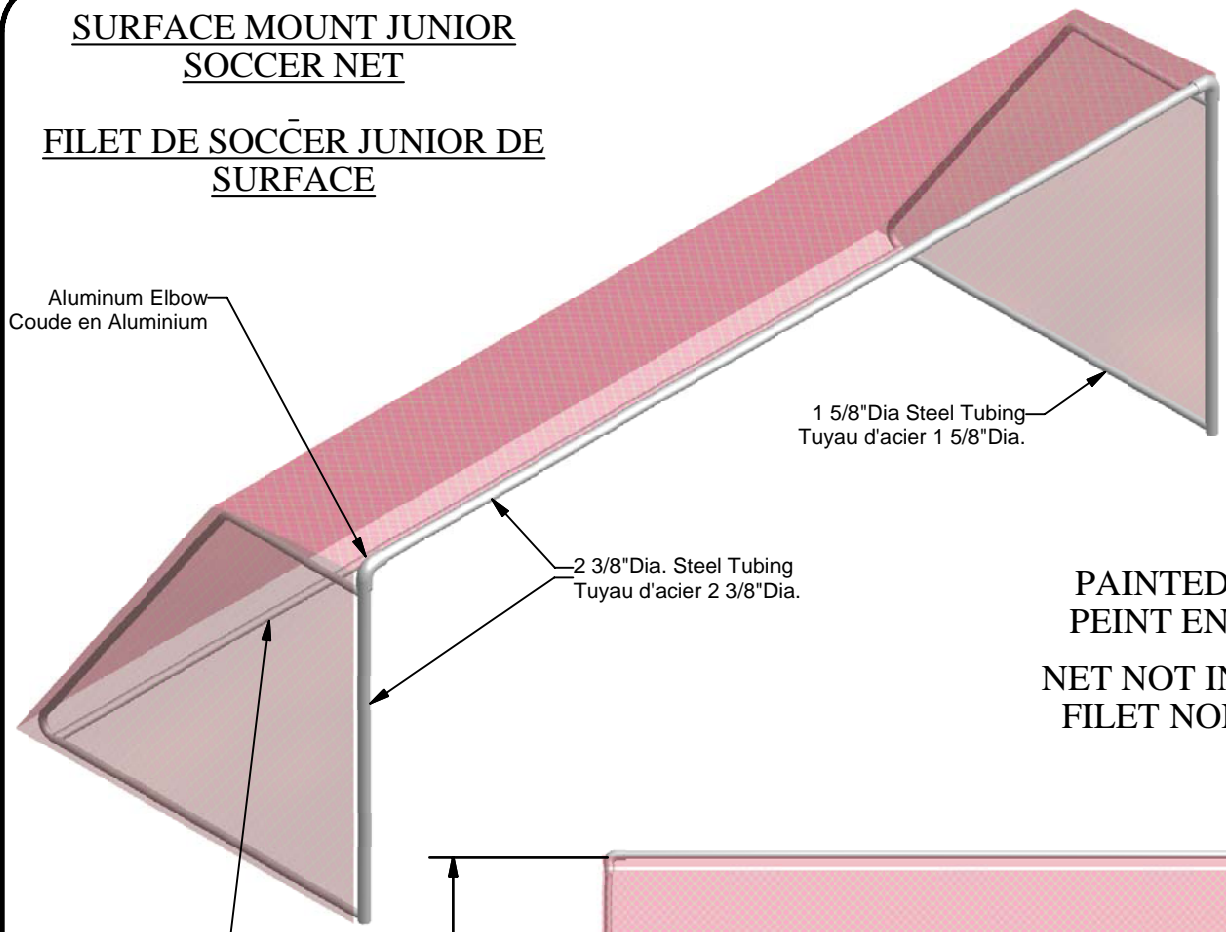 SURFACE MOUNT JUNIOR
SOCCER NET
-
FILET DE SOCCER JUNIOR DE
SURFACE
Aluminum Elbow
Coude en Aluminium
1 5/8"Dia Steel Tubing
Tuyau d'acier 1 5/8"Dia.
2 3/8"Dia. Steel Tubing
Tuyau d'acier 2 3/8"Dia.
PAINTED
PEINT EN
NET NOT
FILET